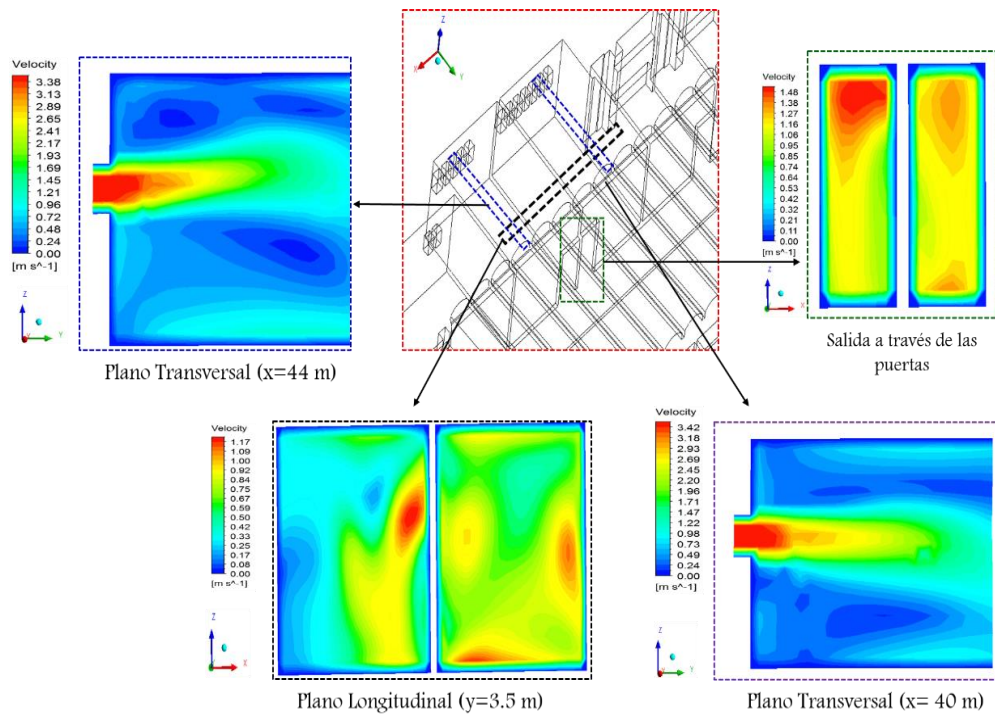 Velocity
3.38
2.89
2.65
2.41
2.17
1.93
1.69
1.45
1.21
0.96
0.72
0.48
0.24
0.00
[m s^-1]
Z
Y
Plano Transversal (x=44 m)
Z
X
Y
Velocity
1.48
1.37
1.27
1.16
1.06
0.95
0.84
0.74
0.63
0.53
0.42
0.32
0.21
0.11
0.00
[m s^-1]
Z
Y
Salida a través de las
puertas
Velocity
1.17
1.09
1.00
0.92
0.84
0.75
0.67
0.59
0.50
0.42
0.33
0.25
0.17
0.08
0.00
[m s^-1]
Z
X
Plano Longitudinal (y=3.5 m)
Velocity
3.42
2.93
2.69
2.45
2.20
1.96
1.71
1.47
1.22
0.98
0.73
0.49
0.24
0.00
[m s^-1]
Z
Y
Plano Transversal (x= 40 m)